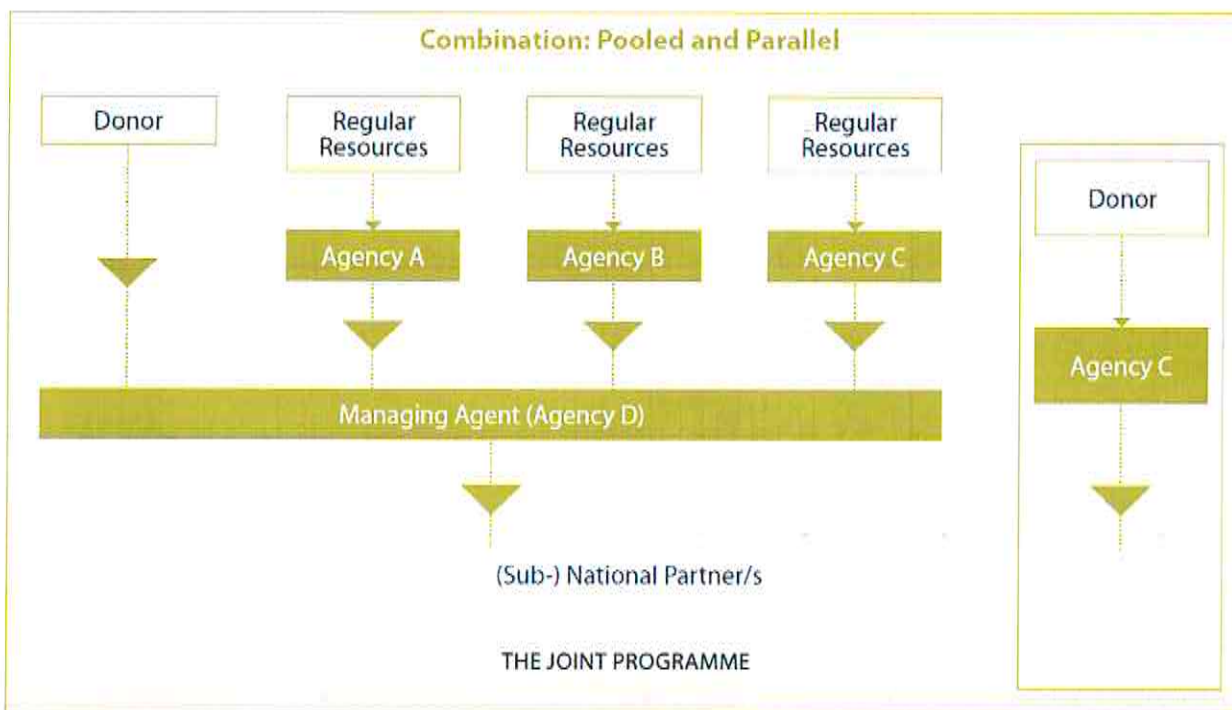 Combination: Pooled and Parallel
Donor
Regular
Resources
Regular
Resources
Regular
Resources
Donor
Agency A
Agency B
Agency C
Agency C
Managing Agent (Agency D)
(Sub-) National Partner/s
THE JOINT PROGRAMME